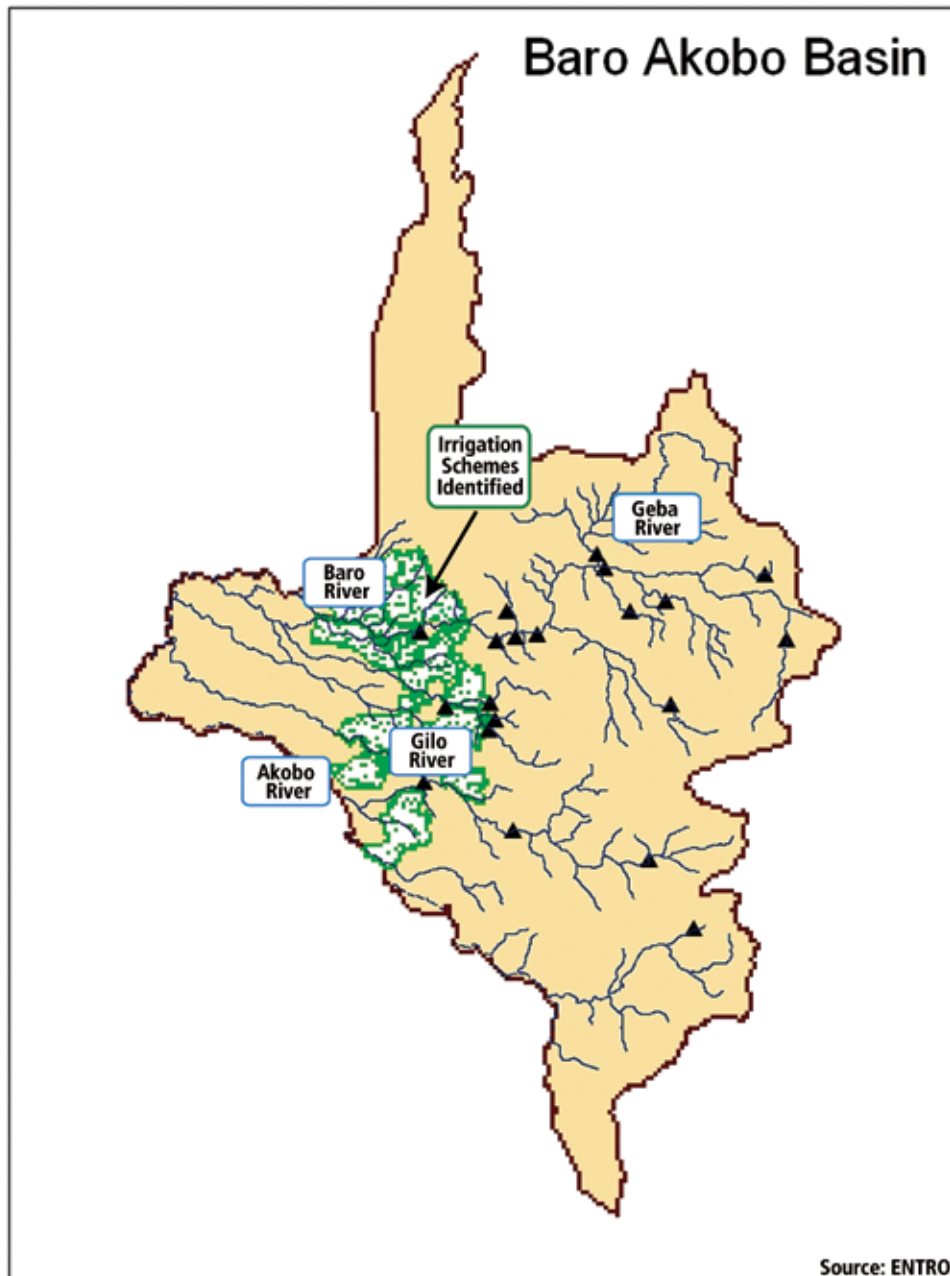 Baro Akobo Basin
Irrigation
Schemes
Identified
Geba
River
Baro
River
Gilo
River
Akobo
River
Source: ENTRO